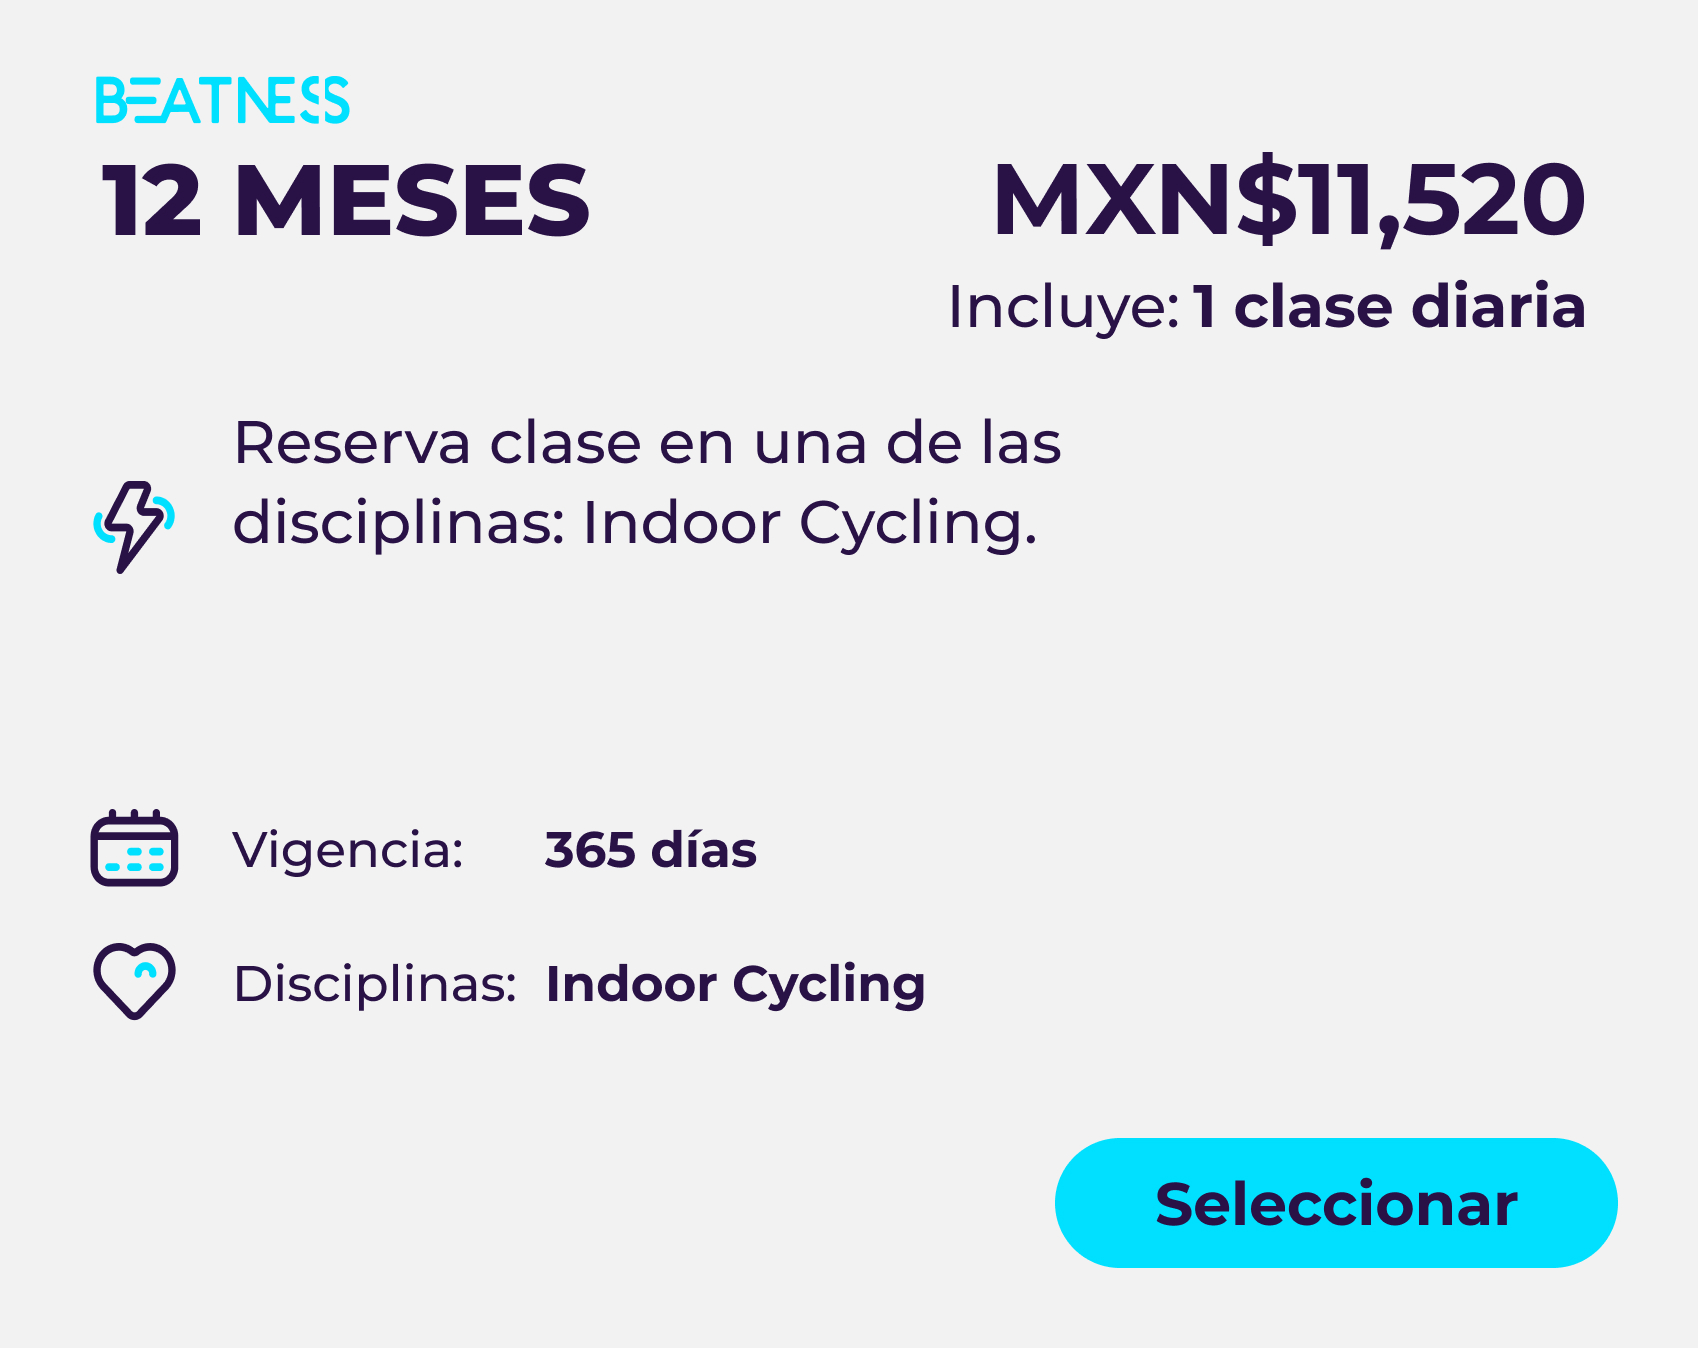 BEATNESS
12 MESES
MXN$11,520
Incluye: 1 clase diaria
Reserva clase en una de las
disciplinas: Indoor Cycling.
Vigencia: 365 días
Disciplinas: Indoor Cycling
Seleccionar